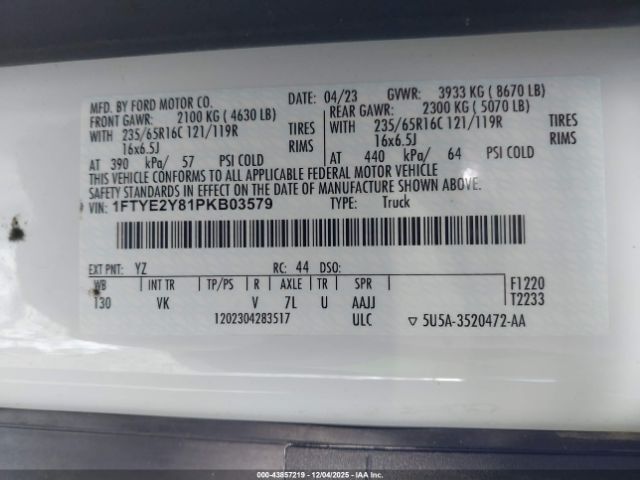 MFD. BY FORD MOTOR CO. DATE: 04/23 GVWR: 3933 KG ( 8670 LB)
FRONT GAWR: 2100 KG ( 4630 LB) REAR GAWR: 2300 KG ( 5070 LB)
WITH 235/65R16C 121/119R TIRES WITH 235/65R16C 121/119R TIRES
16x6.5J RIMS 16x6.5J RIMS
AT 390 kPa/ 57 PSI COLD AT 440 kPa/ 64 PSI COLD
THIS VEHICLE CONFORMS TO ALL APPLICABLE FEDERAL MOTOR VEHICLE
SAFETY STANDARDS IN EFFECT ON THE DATE OF MANUFACTURE SHOWN ABOVE.
VIN: 1FTYE2Y81PKB03579 TYPE: Truck
EXT PNT: YZ RC: 44 DSO:
WB INT TR TP/PS R AXLE TR SPR F1220
130 VK V 7L U AAJJ T2233
1202304283517 ULC ▽ 5U5A-3520472-AA
000-43857219 - 12/04/2025 - IAAI.com